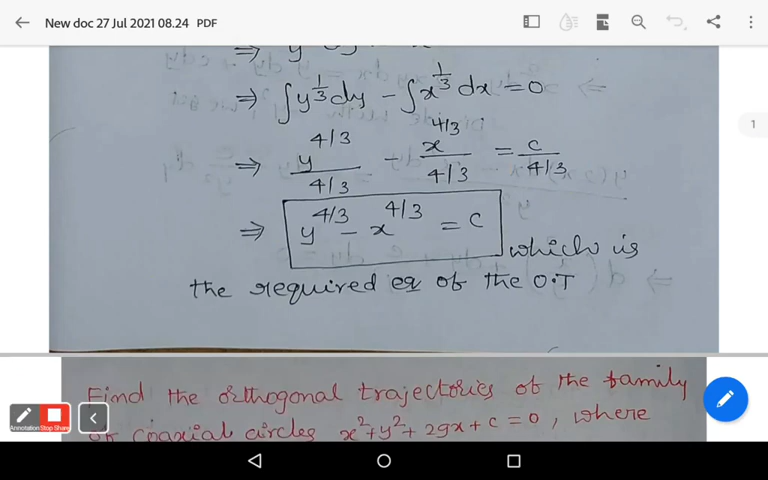 New doc 27 Jul 2021 08.24 PDF
⇒ ∫y^{1/3} dy - ∫x^{1/3} dx = 0
⇒ y^{4/3}/(4/3) - x^{4/3}/(4/3) = c/(4/3)
⇒ y^{4/3} - x^{4/3} = c which is
the required eq of the O.T
1
Find the orthogonal trajectories of the family
of coaxial circles x²+y²+2gx+c=0, where
Annotation Stop Share